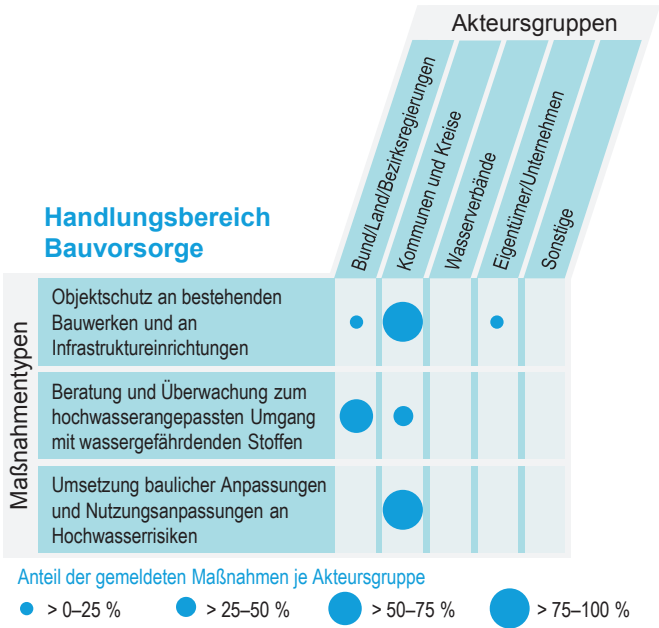 Akteursgruppen
Bund/Land/Bezirksregierungen
Kommunen und Kreise
Wasserverbände
Eigentümer/Unternehmen
Sonstige
Handlungsbereich
Bauvorsorge
Maßnahmentypen
Objektschutz an bestehenden
Bauwerken und an
Infrastruktureinrichtungen
Beratung und Überwachung zum
hochwasserangepassten Umgang
mit wassergefährdenden Stoffen
Umsetzung baulicher Anpassungen
und Nutzungsanpassungen an
Hochwasserrisiken
Anteil der gemeldeten Maßnahmen je Akteursgruppe
> 0–25 % > 25–50 % > 50–75 % > 75–100 %